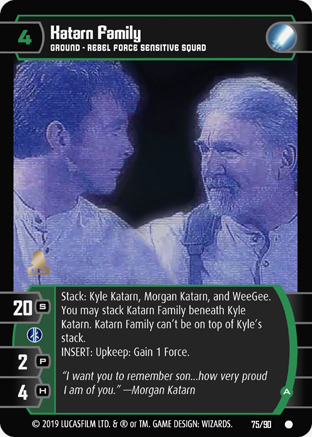 4
Katarn Family
GROUND - REBEL FORCE SENSITIVE SQUAD
20 S
2 P
4 H
Stack: Kyle Katarn, Morgan Katarn, and WeeGee.
You may stack Katarn Family beneath Kyle
Katarn. Katarn Family can't be on top of Kyle's
stack.
INSERT: Upkeep: Gain 1 Force.
"I want you to remember son...how very proud
I am of you." —Morgan Katarn
A
© 2019 LUCASFILM LTD. & ® or TM. GAME DESIGN: WIZARDS. 75/90